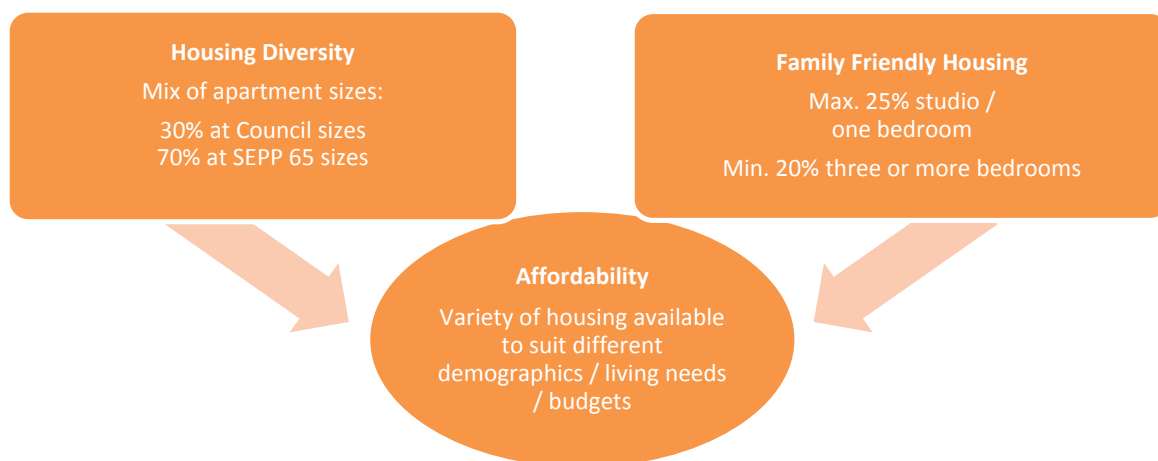 Housing Diversity
Mix of apartment sizes:
30% at Council sizes
70% at SEPP 65 sizes
Family Friendly Housing
Max. 25% studio /
one bedroom
Min. 20% three or more bedrooms
Affordability
Variety of housing available
to suit different
demographics / living needs
/ budgets